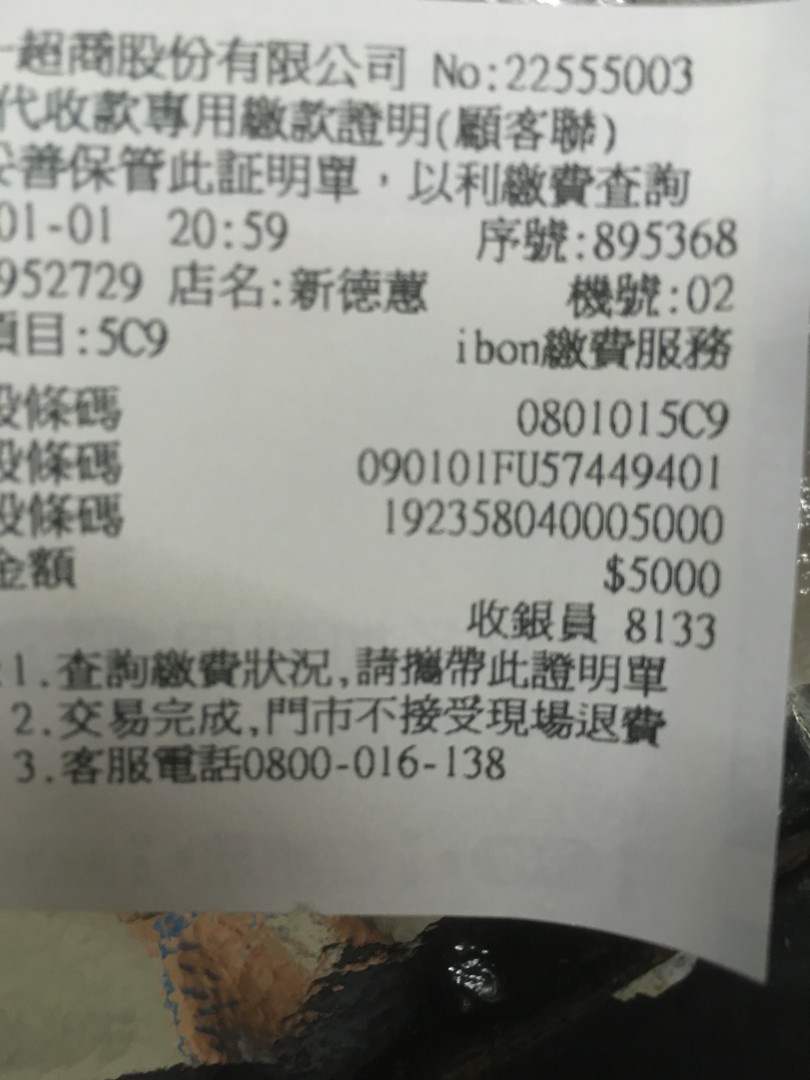 超商股份有限公司 No:22555003
代收款專用繳款證明(顧客聯)
善保管此証明單，以利繳費查詢
01-01 20:59 序號:895368
952729 店名:新德蕙 機號:02
項目:5C9 ibon繳費服務
段條碼 0801015C9
段條碼 090101FU57449401
段條碼 192358040005000
金額 $5000
收銀員 8133
:1.查詢繳費狀況,請攜帶此證明單
2.交易完成,門市不接受現場退費
3.客服電話0800-016-138